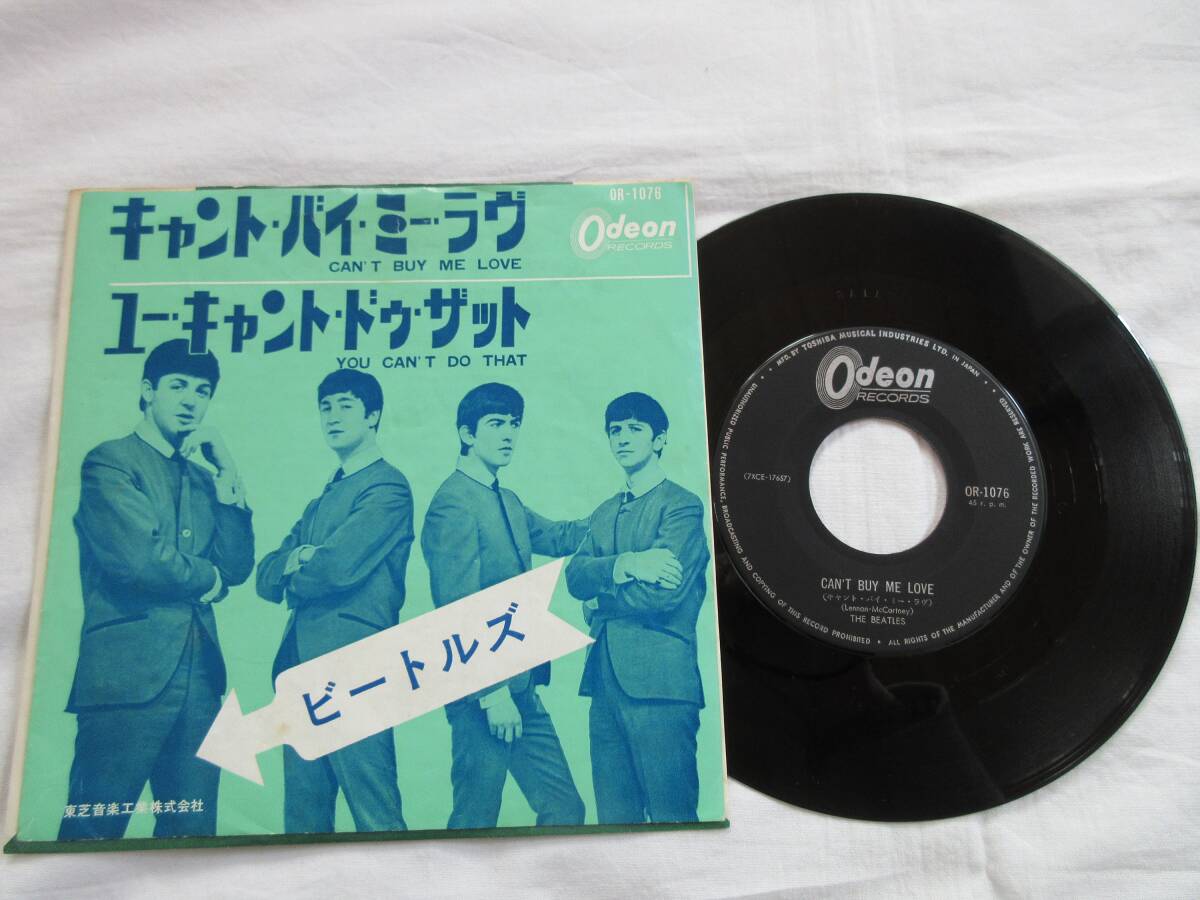 OR-1076
キャント・バイ・ミー・ラヴ
CAN'T BUY ME LOVE
Odeon
RECORDS
ユー・キャント・ドゥ・ザット
YOU CAN'T DO THAT
ビートルズ
東芝音楽工業株式会社
MFD. BY TOSHIBA MUSICAL INDUSTRIES LTD. IN JAPAN
UNAUTHORIZED PUBLIC PERFORMANCE, BROADCASTING AND COPYING OF THIS RECORD PROHIBITED • ALL RIGHTS OF THE MANUFACTURER AND OF THE OWNER OF THE RECORDED WORK ARE RESERVED
Odeon
RECORDS
(7XCE-17657)
OR-1076
45 r. p. m.
CAN'T BUY ME LOVE
(キャント・バイ・ミー・ラヴ)
(Lennon-McCartney)
THE BEATLES